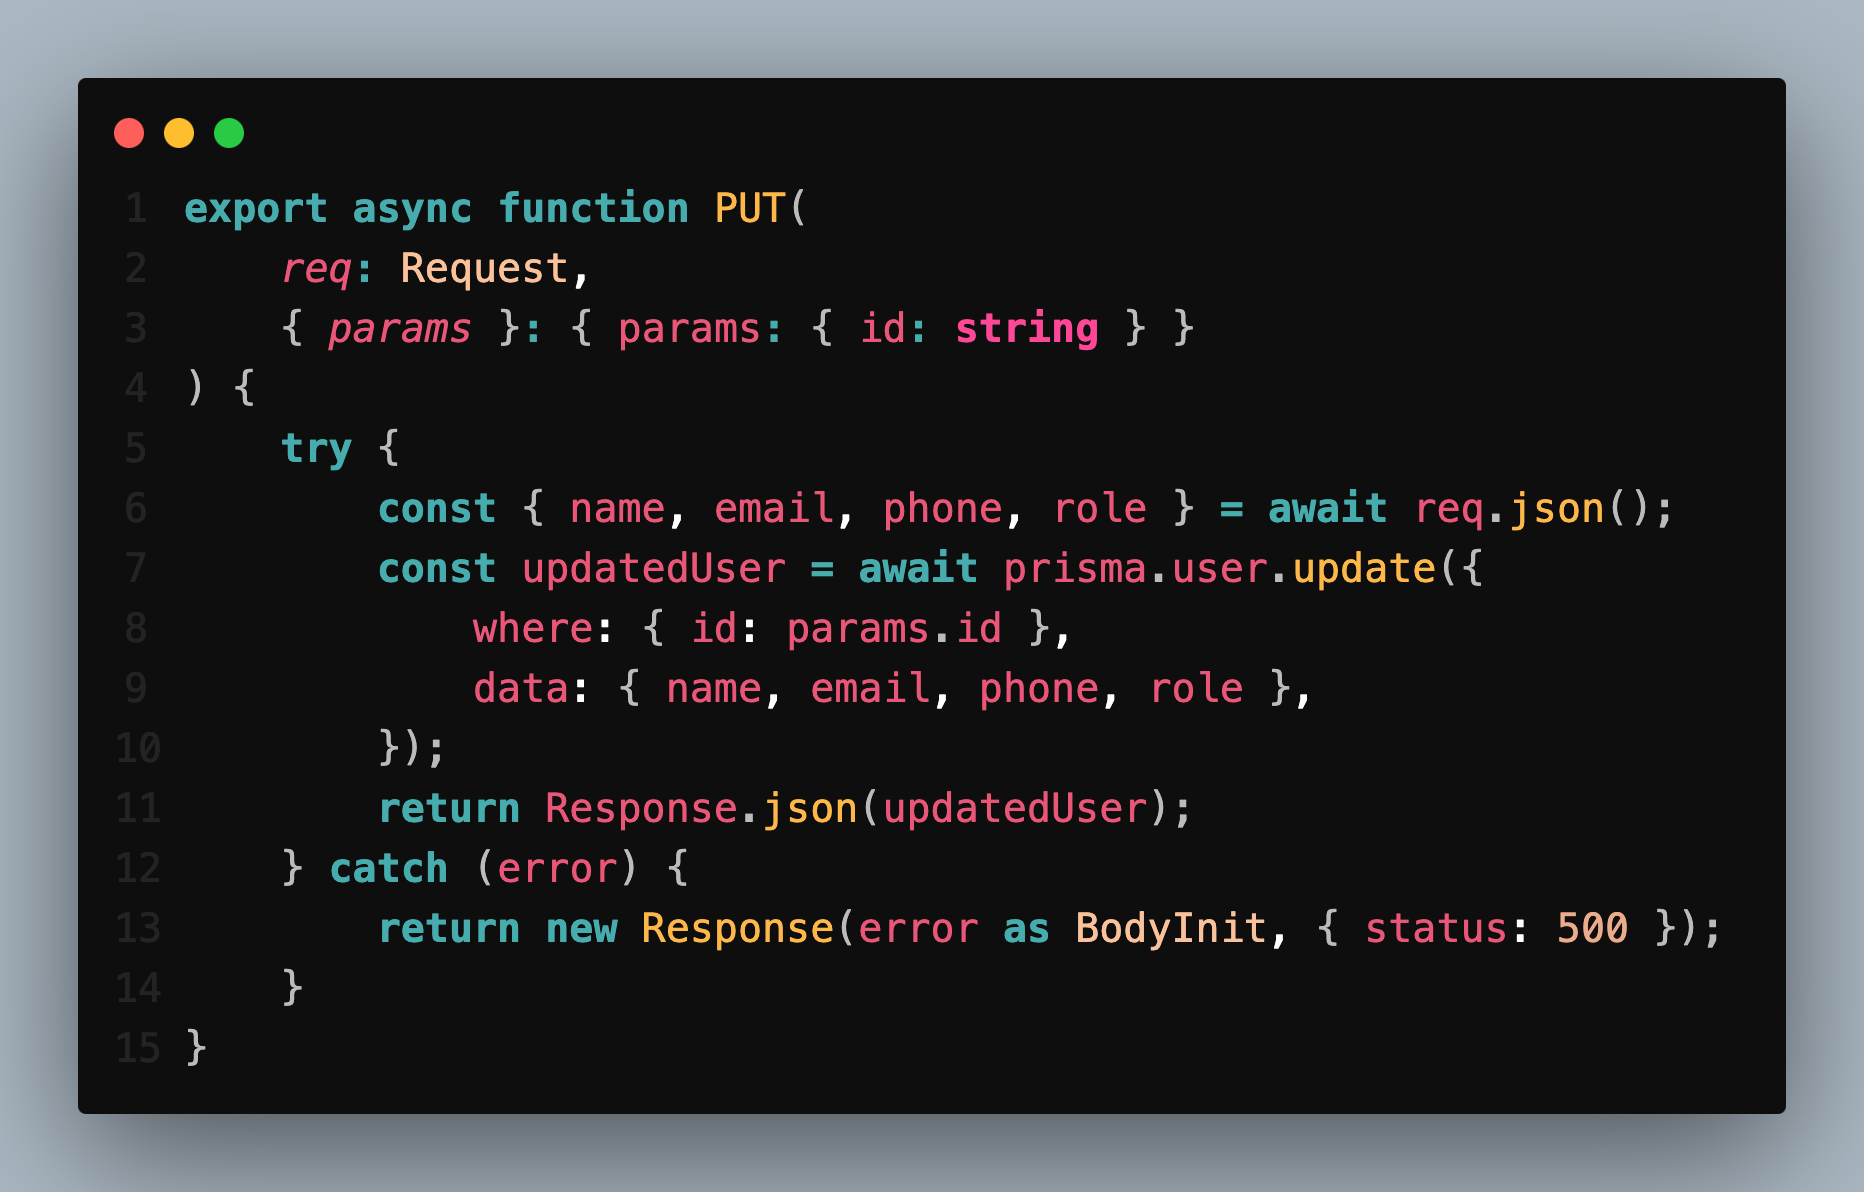 1 export async function PUT(
2     req: Request,
3     { params }: { params: { id: string } }
4 ) {
5     try {
6         const { name, email, phone, role } = await req.json();
7         const updatedUser = await prisma.user.update({
8             where: { id: params.id },
9             data: { name, email, phone, role },
10         });
11         return Response.json(updatedUser);
12     } catch (error) {
13         return new Response(error as BodyInit, { status: 500 });
14     }
15 }